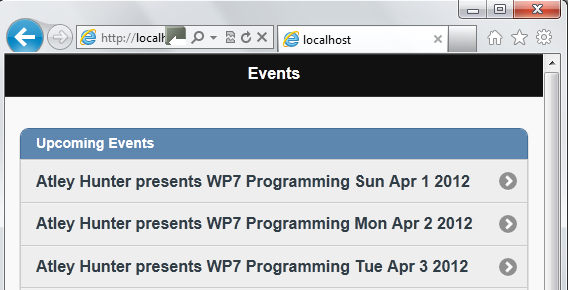 http://localh
localhost
Events
Upcoming Events
Atley Hunter presents WP7 Programming Sun Apr 1 2012
Atley Hunter presents WP7 Programming Mon Apr 2 2012
Atley Hunter presents WP7 Programming Tue Apr 3 2012